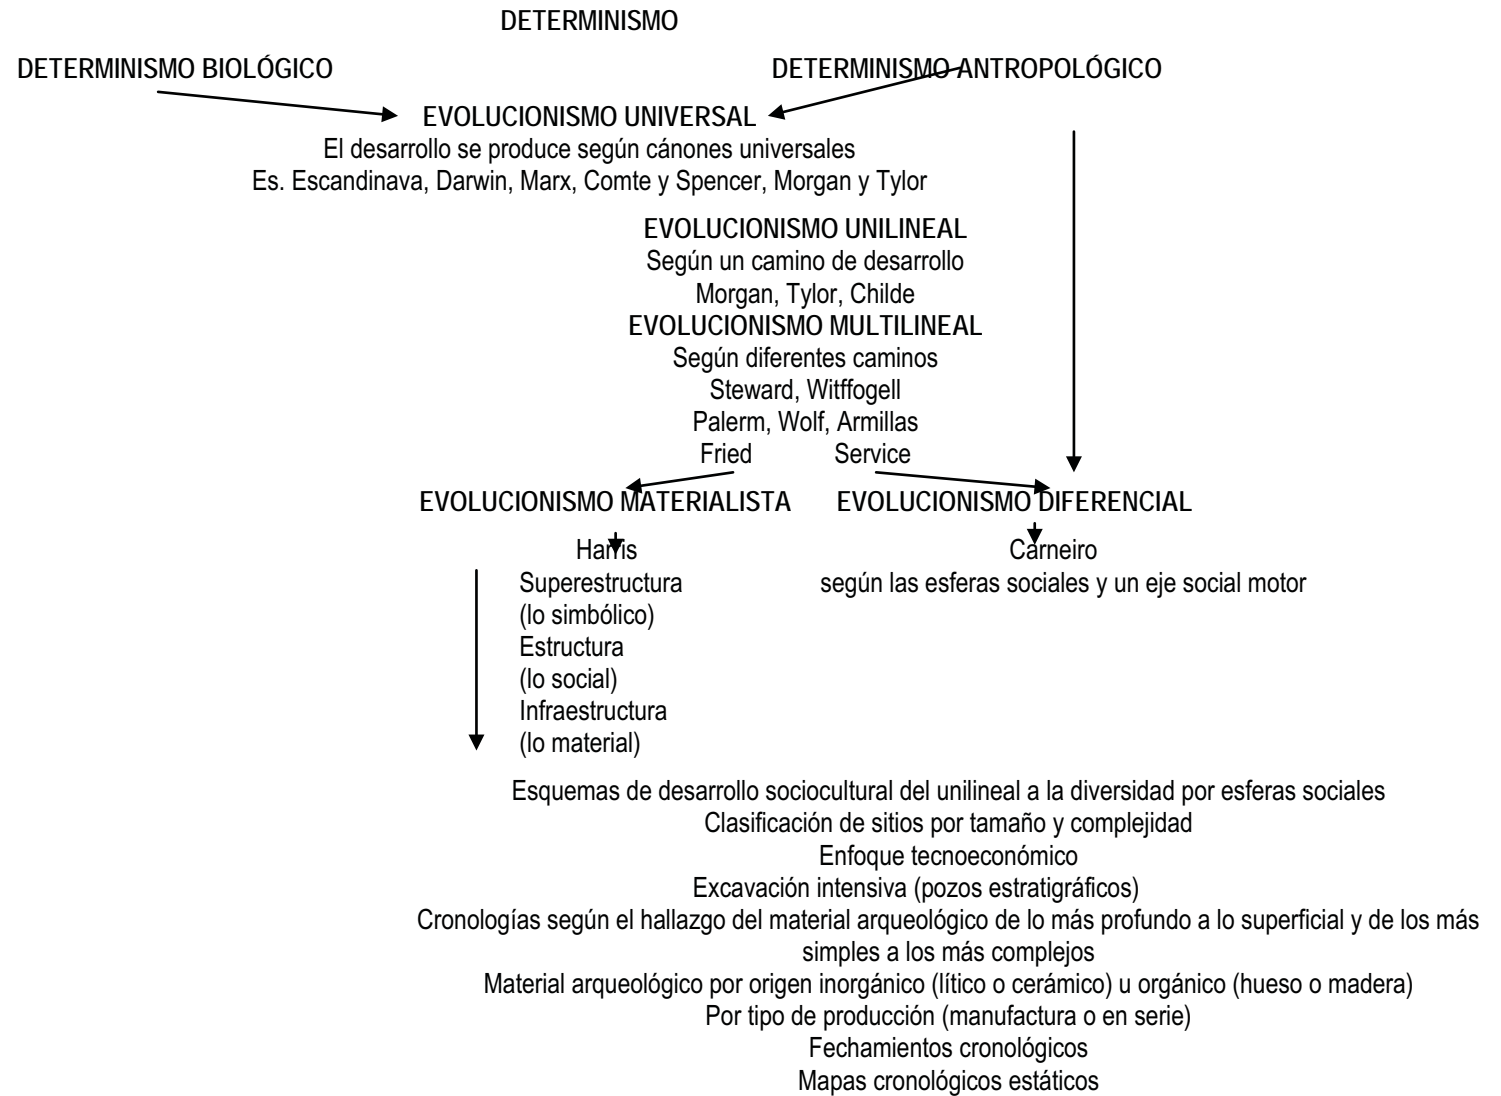 DETERMINISMO
DETERMINISMO BIOLÓGICO
DETERMINISMO ANTROPOLÓGICO
EVOLUCIONISMO UNIVERSAL
El desarrollo se produce según cánones universales
Es. Escandinava, Darwin, Marx, Comte y Spencer, Morgan y Tylor
EVOLUCIONISMO UNILINEAL
Según un camino de desarrollo
Morgan, Tylor, Childe
EVOLUCIONISMO MULTILINEAL
Según diferentes caminos
Steward, Witffogell
Palerm, Wolf, Armillas
Fried Service
EVOLUCIONISMO MATERIALISTA
EVOLUCIONISMO DIFERENCIAL
Harris
Carneiro
Superestructura
según las esferas sociales y un eje social motor
(lo simbólico)
Estructura
(lo social)
Infraestructura
(lo material)
Esquemas de desarrollo sociocultural del unilineal a la diversidad por esferas sociales
Clasificación de sitios por tamaño y complejidad
Enfoque tecnoeconómico
Excavación intensiva (pozos estratigráficos)
Cronologías según el hallazgo del material arqueológico de lo más profundo a lo superficial y de los más
simples a los más complejos
Material arqueológico por origen inorgánico (lítico o cerámico) u orgánico (hueso o madera)
Por tipo de producción (manufactura o en serie)
Fechamientos cronológicos
Mapas cronológicos estáticos